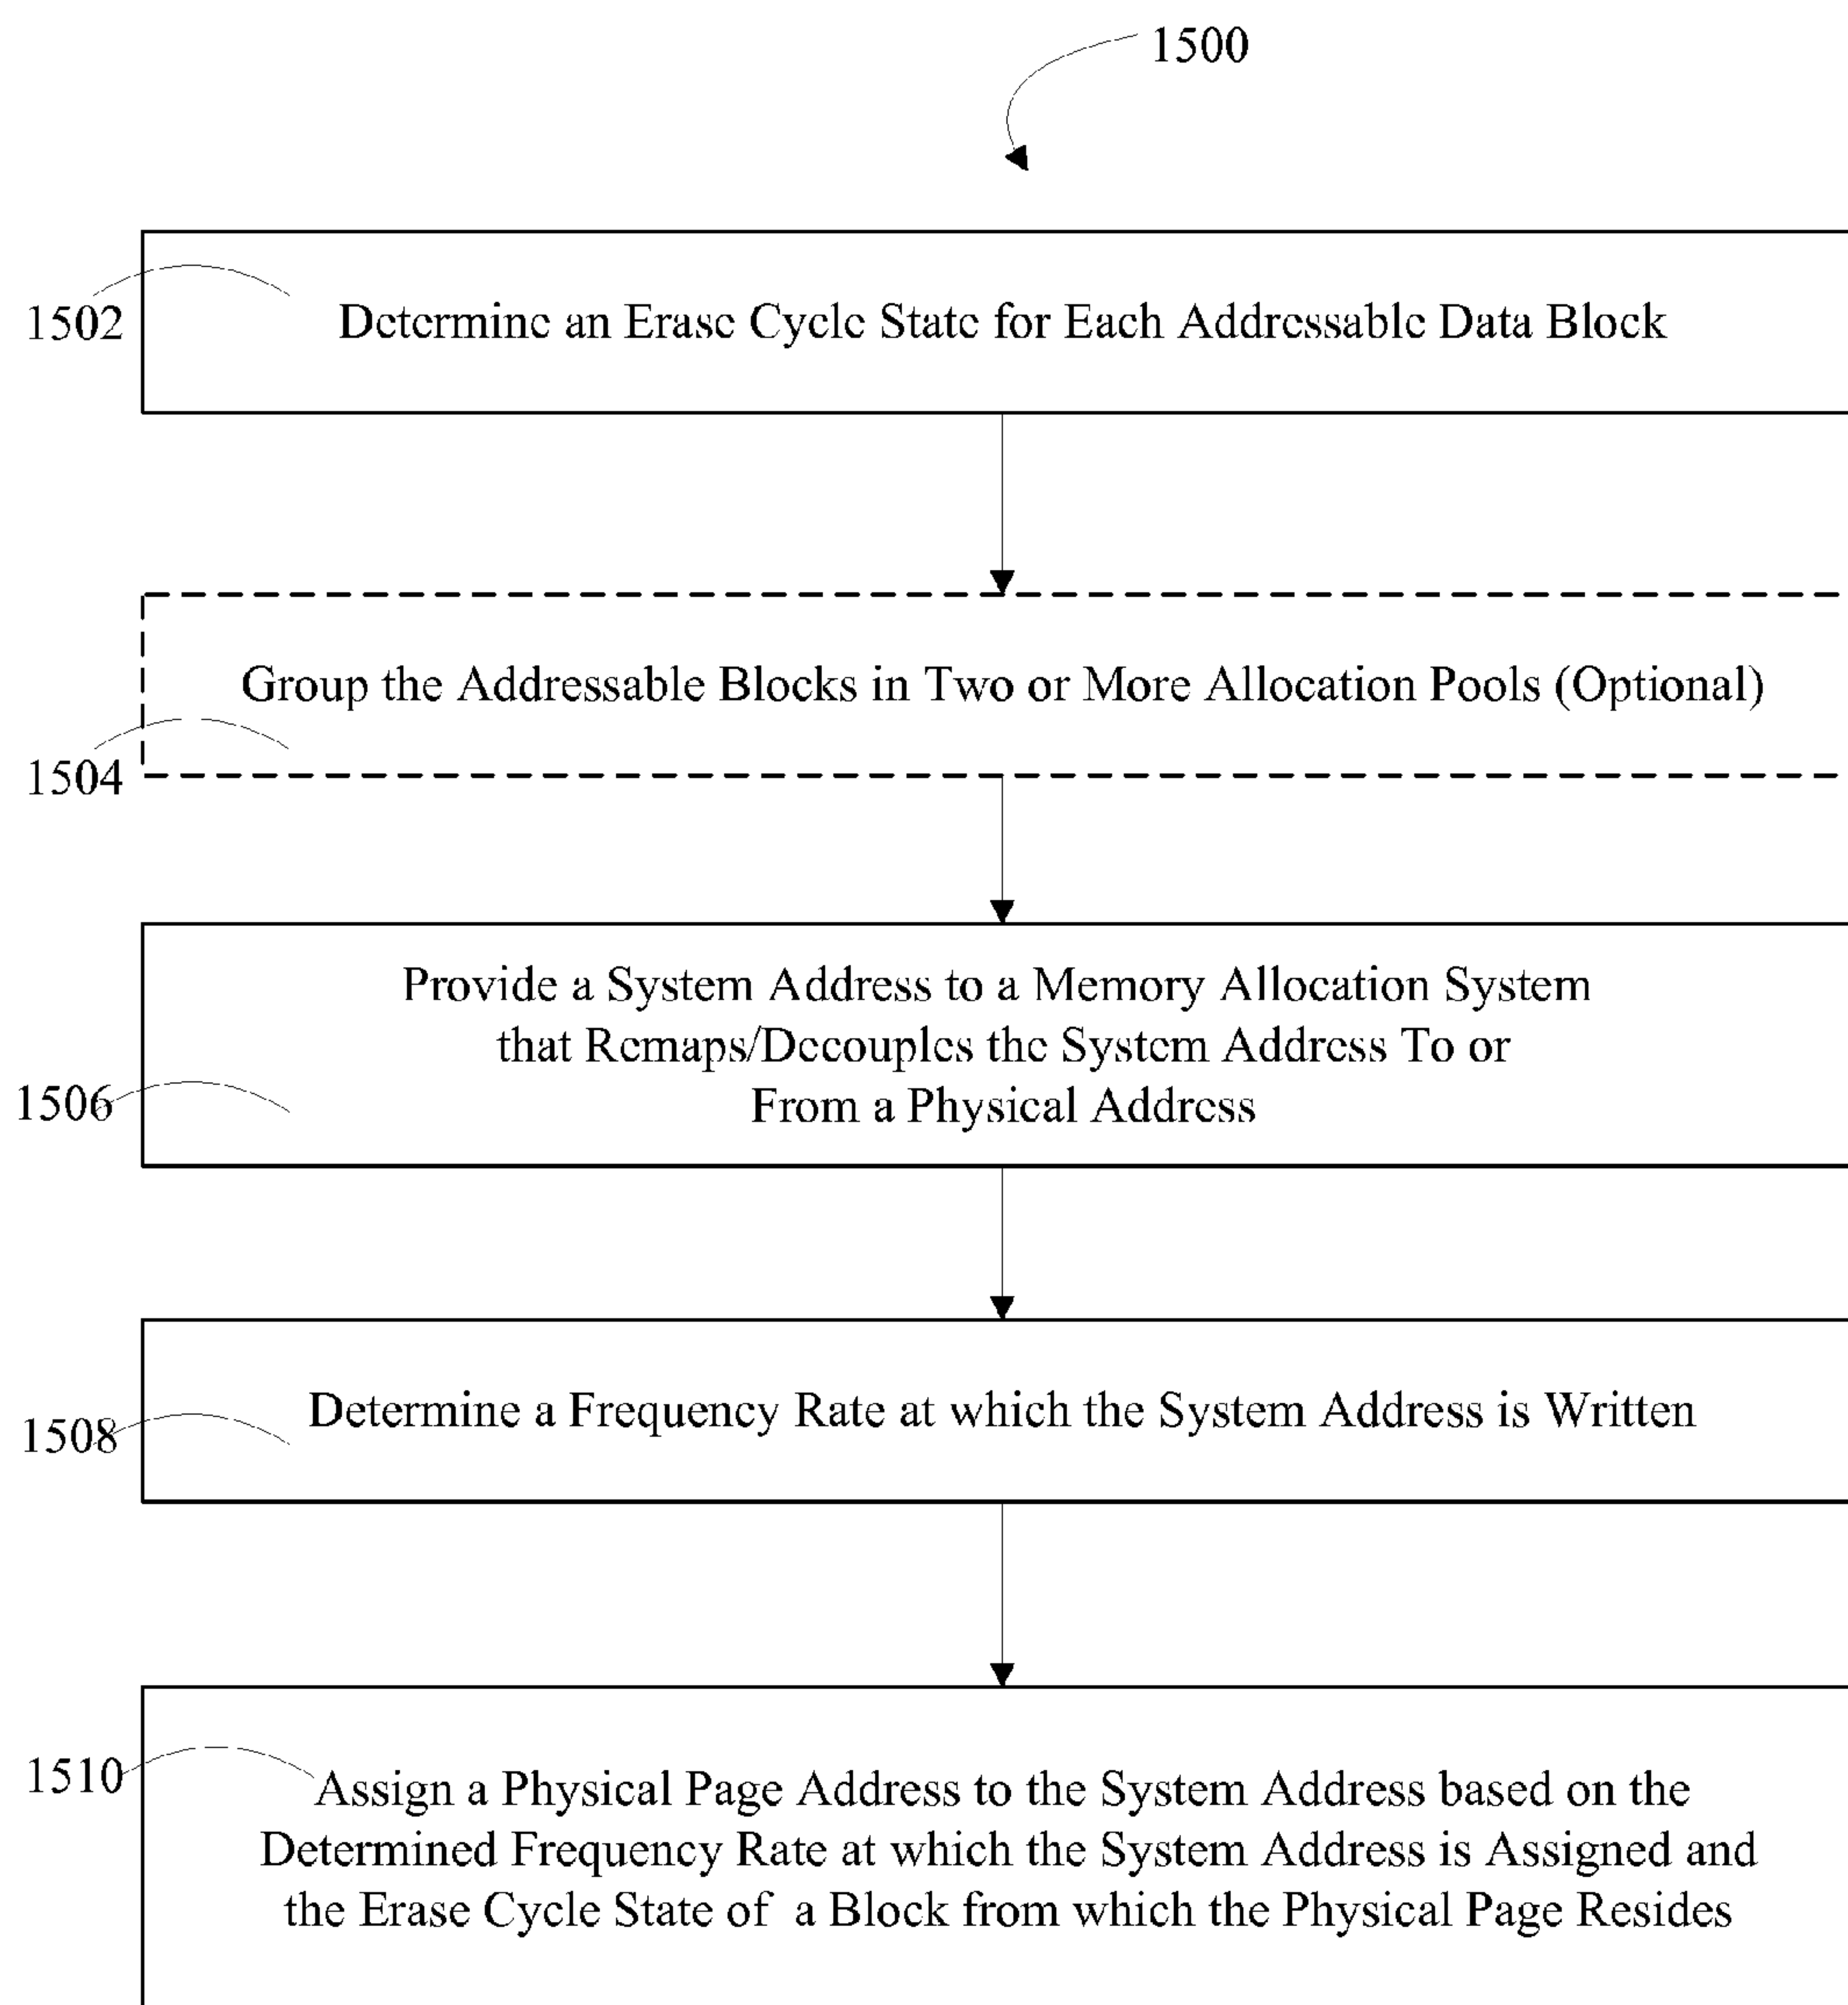 1500
1502
Determine an Erase Cycle State for Each Addressable Data Block
Group the Addressable Blocks in Two or More Allocation Pools (Optional)
1504
Provide a System Address to a Memory Allocation System
that Remaps/Decouples the System Address To or
From a Physical Address
1506
Determine a Frequency Rate at which the System Address is Written
1508
1510
Assign a Physical Page Address to the System Address based on the
Determined Frequency Rate at which the System Address is Assigned and
the Erase Cycle State of a Block from which the Physical Page Resides